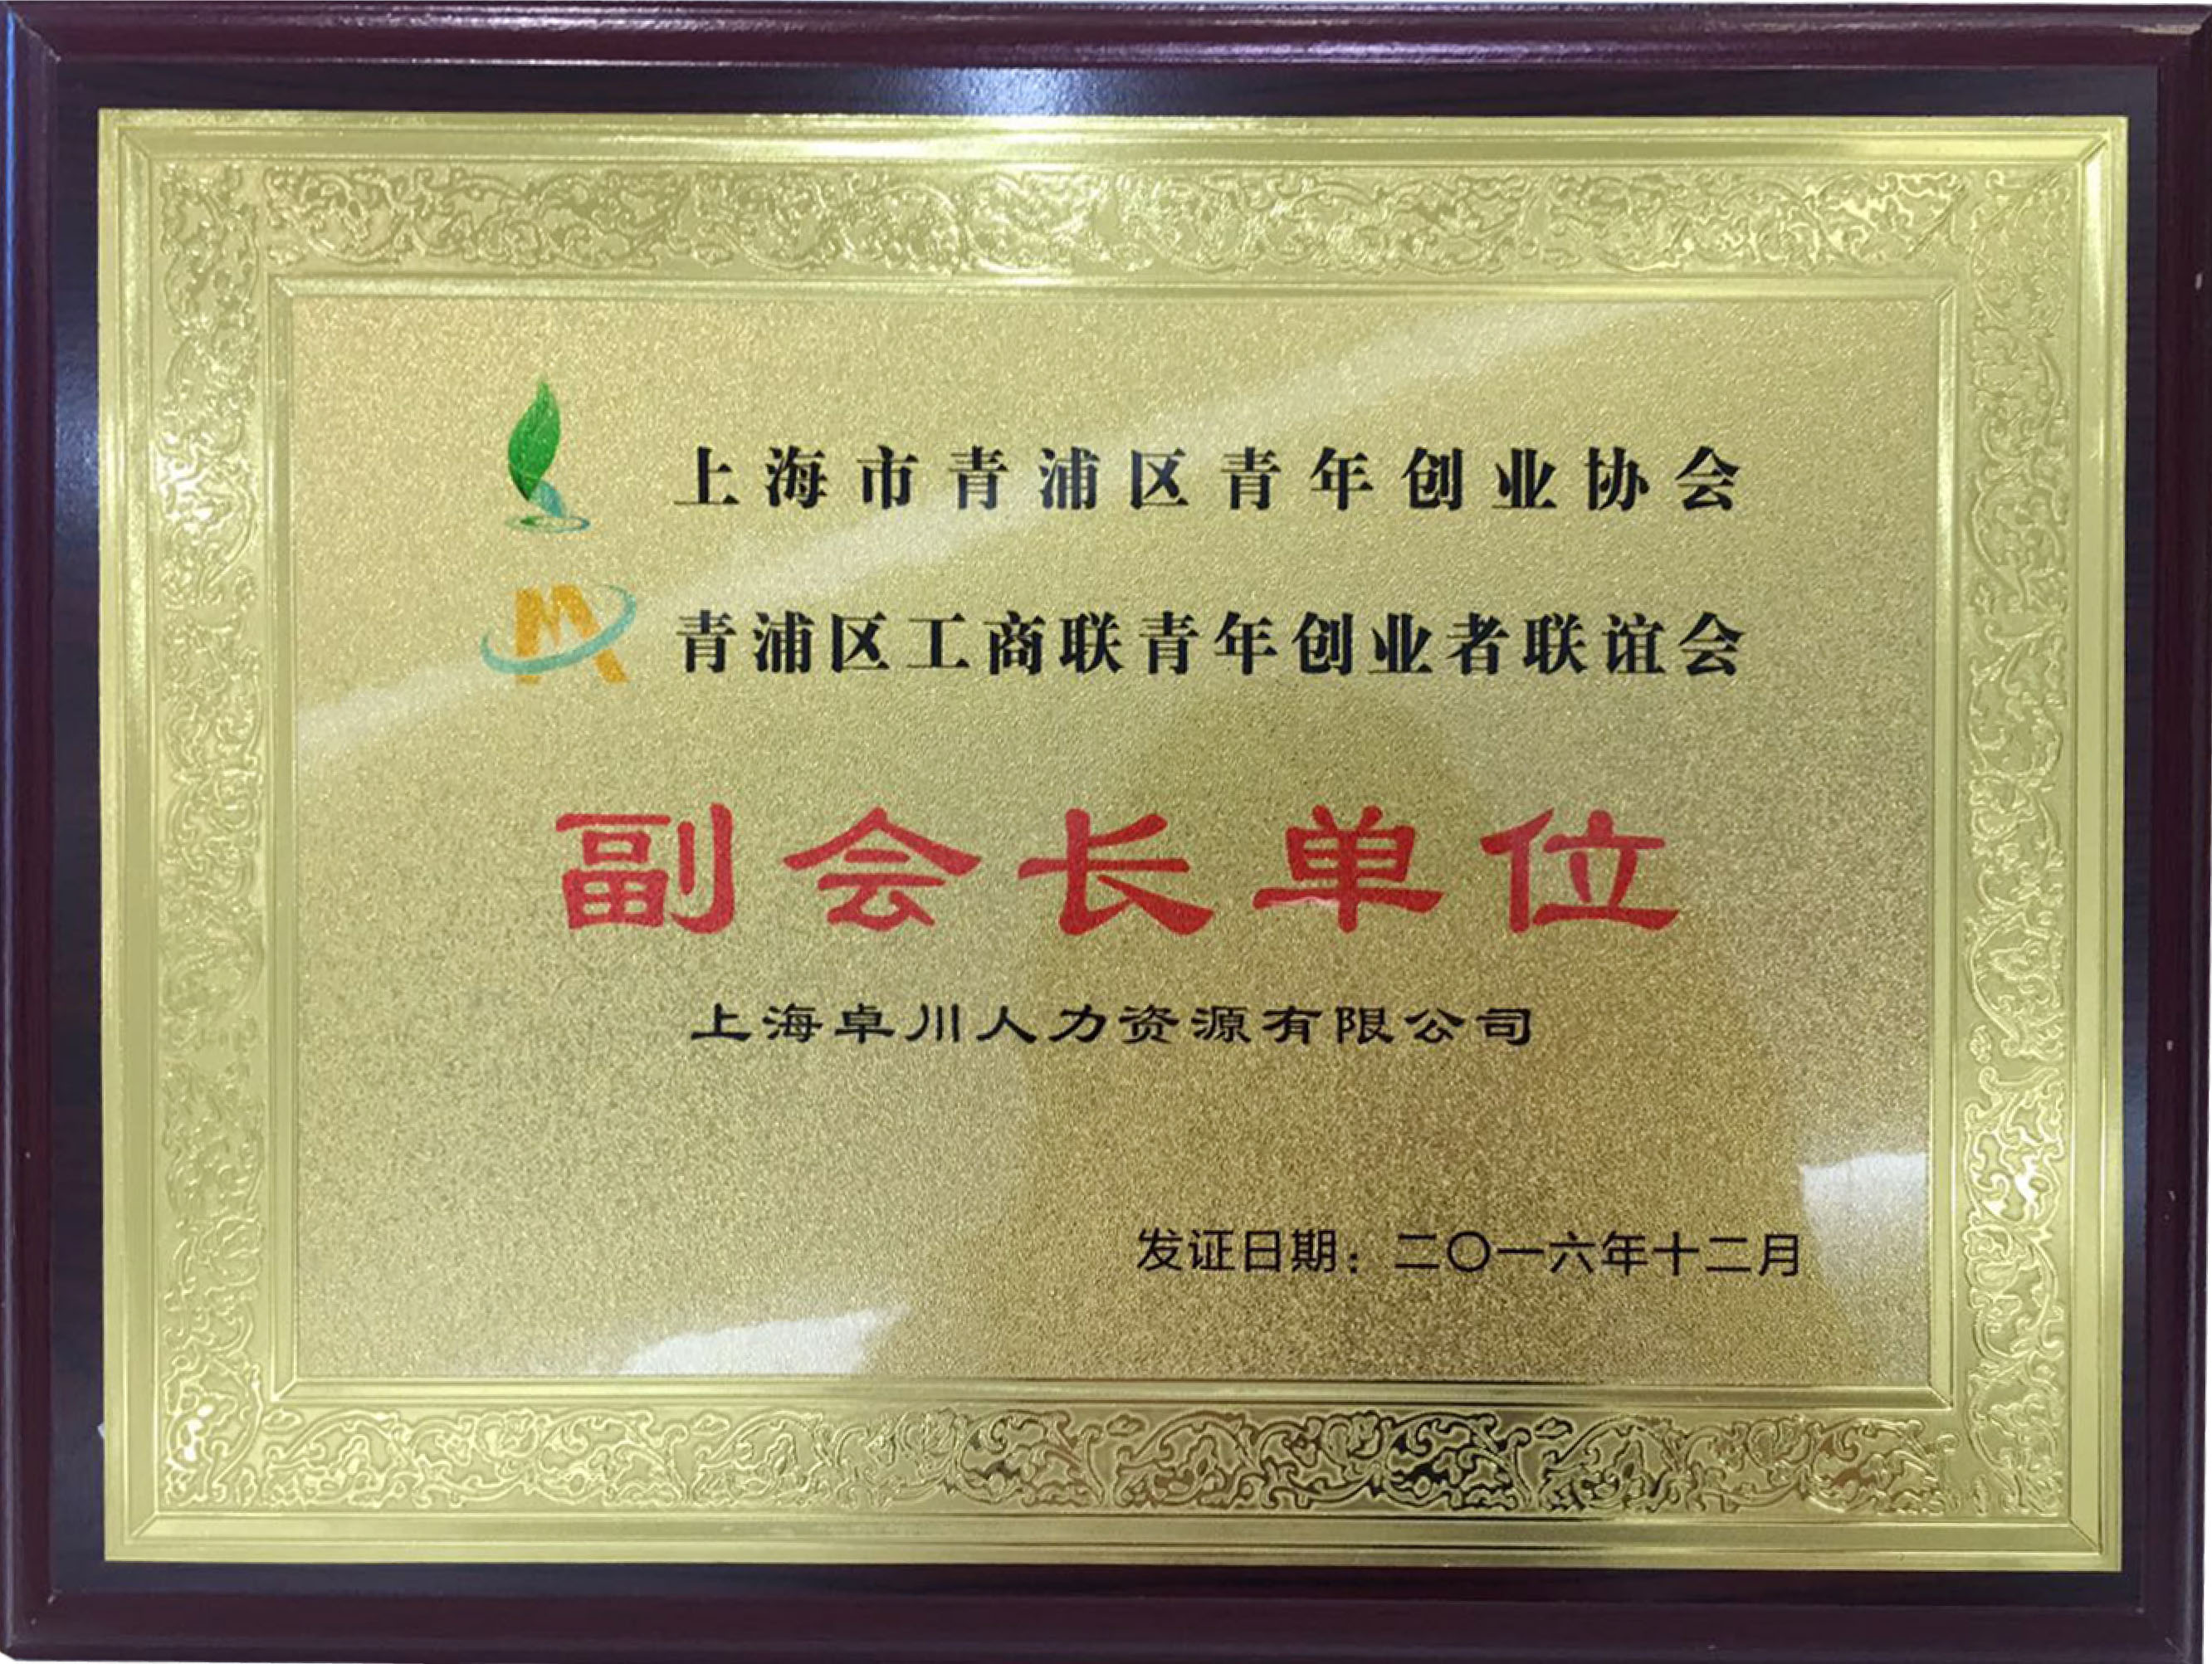 上海市青浦区青年创业协会
青浦区工商联青年创业者联谊会
副会长单位
上海卓川人力资源有限公司
发证日期：二〇一六年十二月